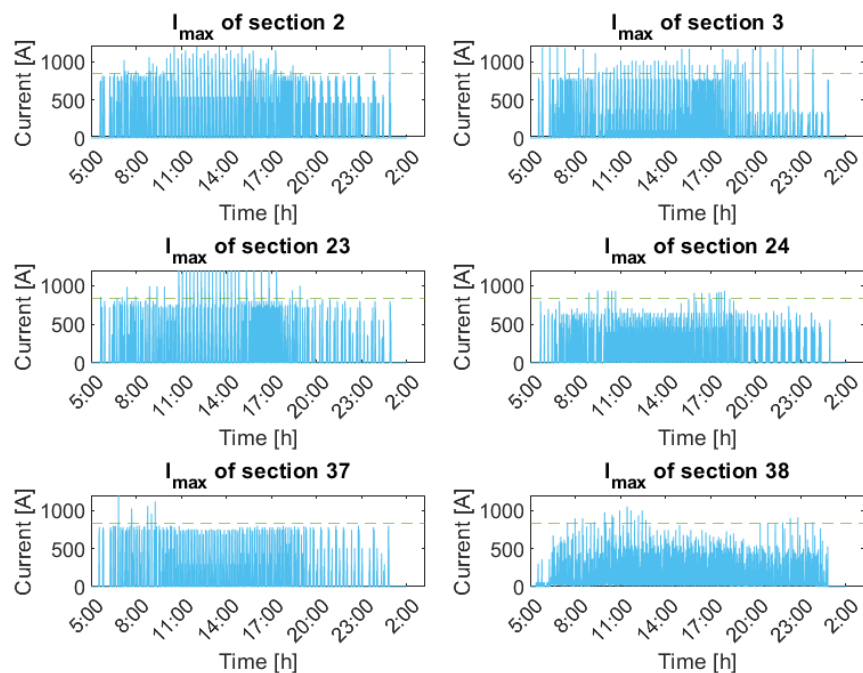 I_max of section 2
Current [A]
1000
500
0
5:00 8:00 11:00 14:00 17:00 20:00 23:00 2:00
Time [h]
I_max of section 3
Current [A]
1000
500
0
5:00 8:00 11:00 14:00 17:00 20:00 23:00 2:00
Time [h]
I_max of section 23
Current [A]
1000
500
0
5:00 8:00 11:00 14:00 17:00 20:00 23:00 2:00
Time [h]
I_max of section 24
Current [A]
1000
500
0
5:00 8:00 11:00 14:00 17:00 20:00 23:00 2:00
Time [h]
I_max of section 37
Current [A]
1000
500
0
5:00 8:00 11:00 14:00 17:00 20:00 23:00 2:00
Time [h]
I_max of section 38
Current [A]
1000
500
0
5:00 8:00 11:00 14:00 17:00 20:00 23:00 2:00
Time [h]